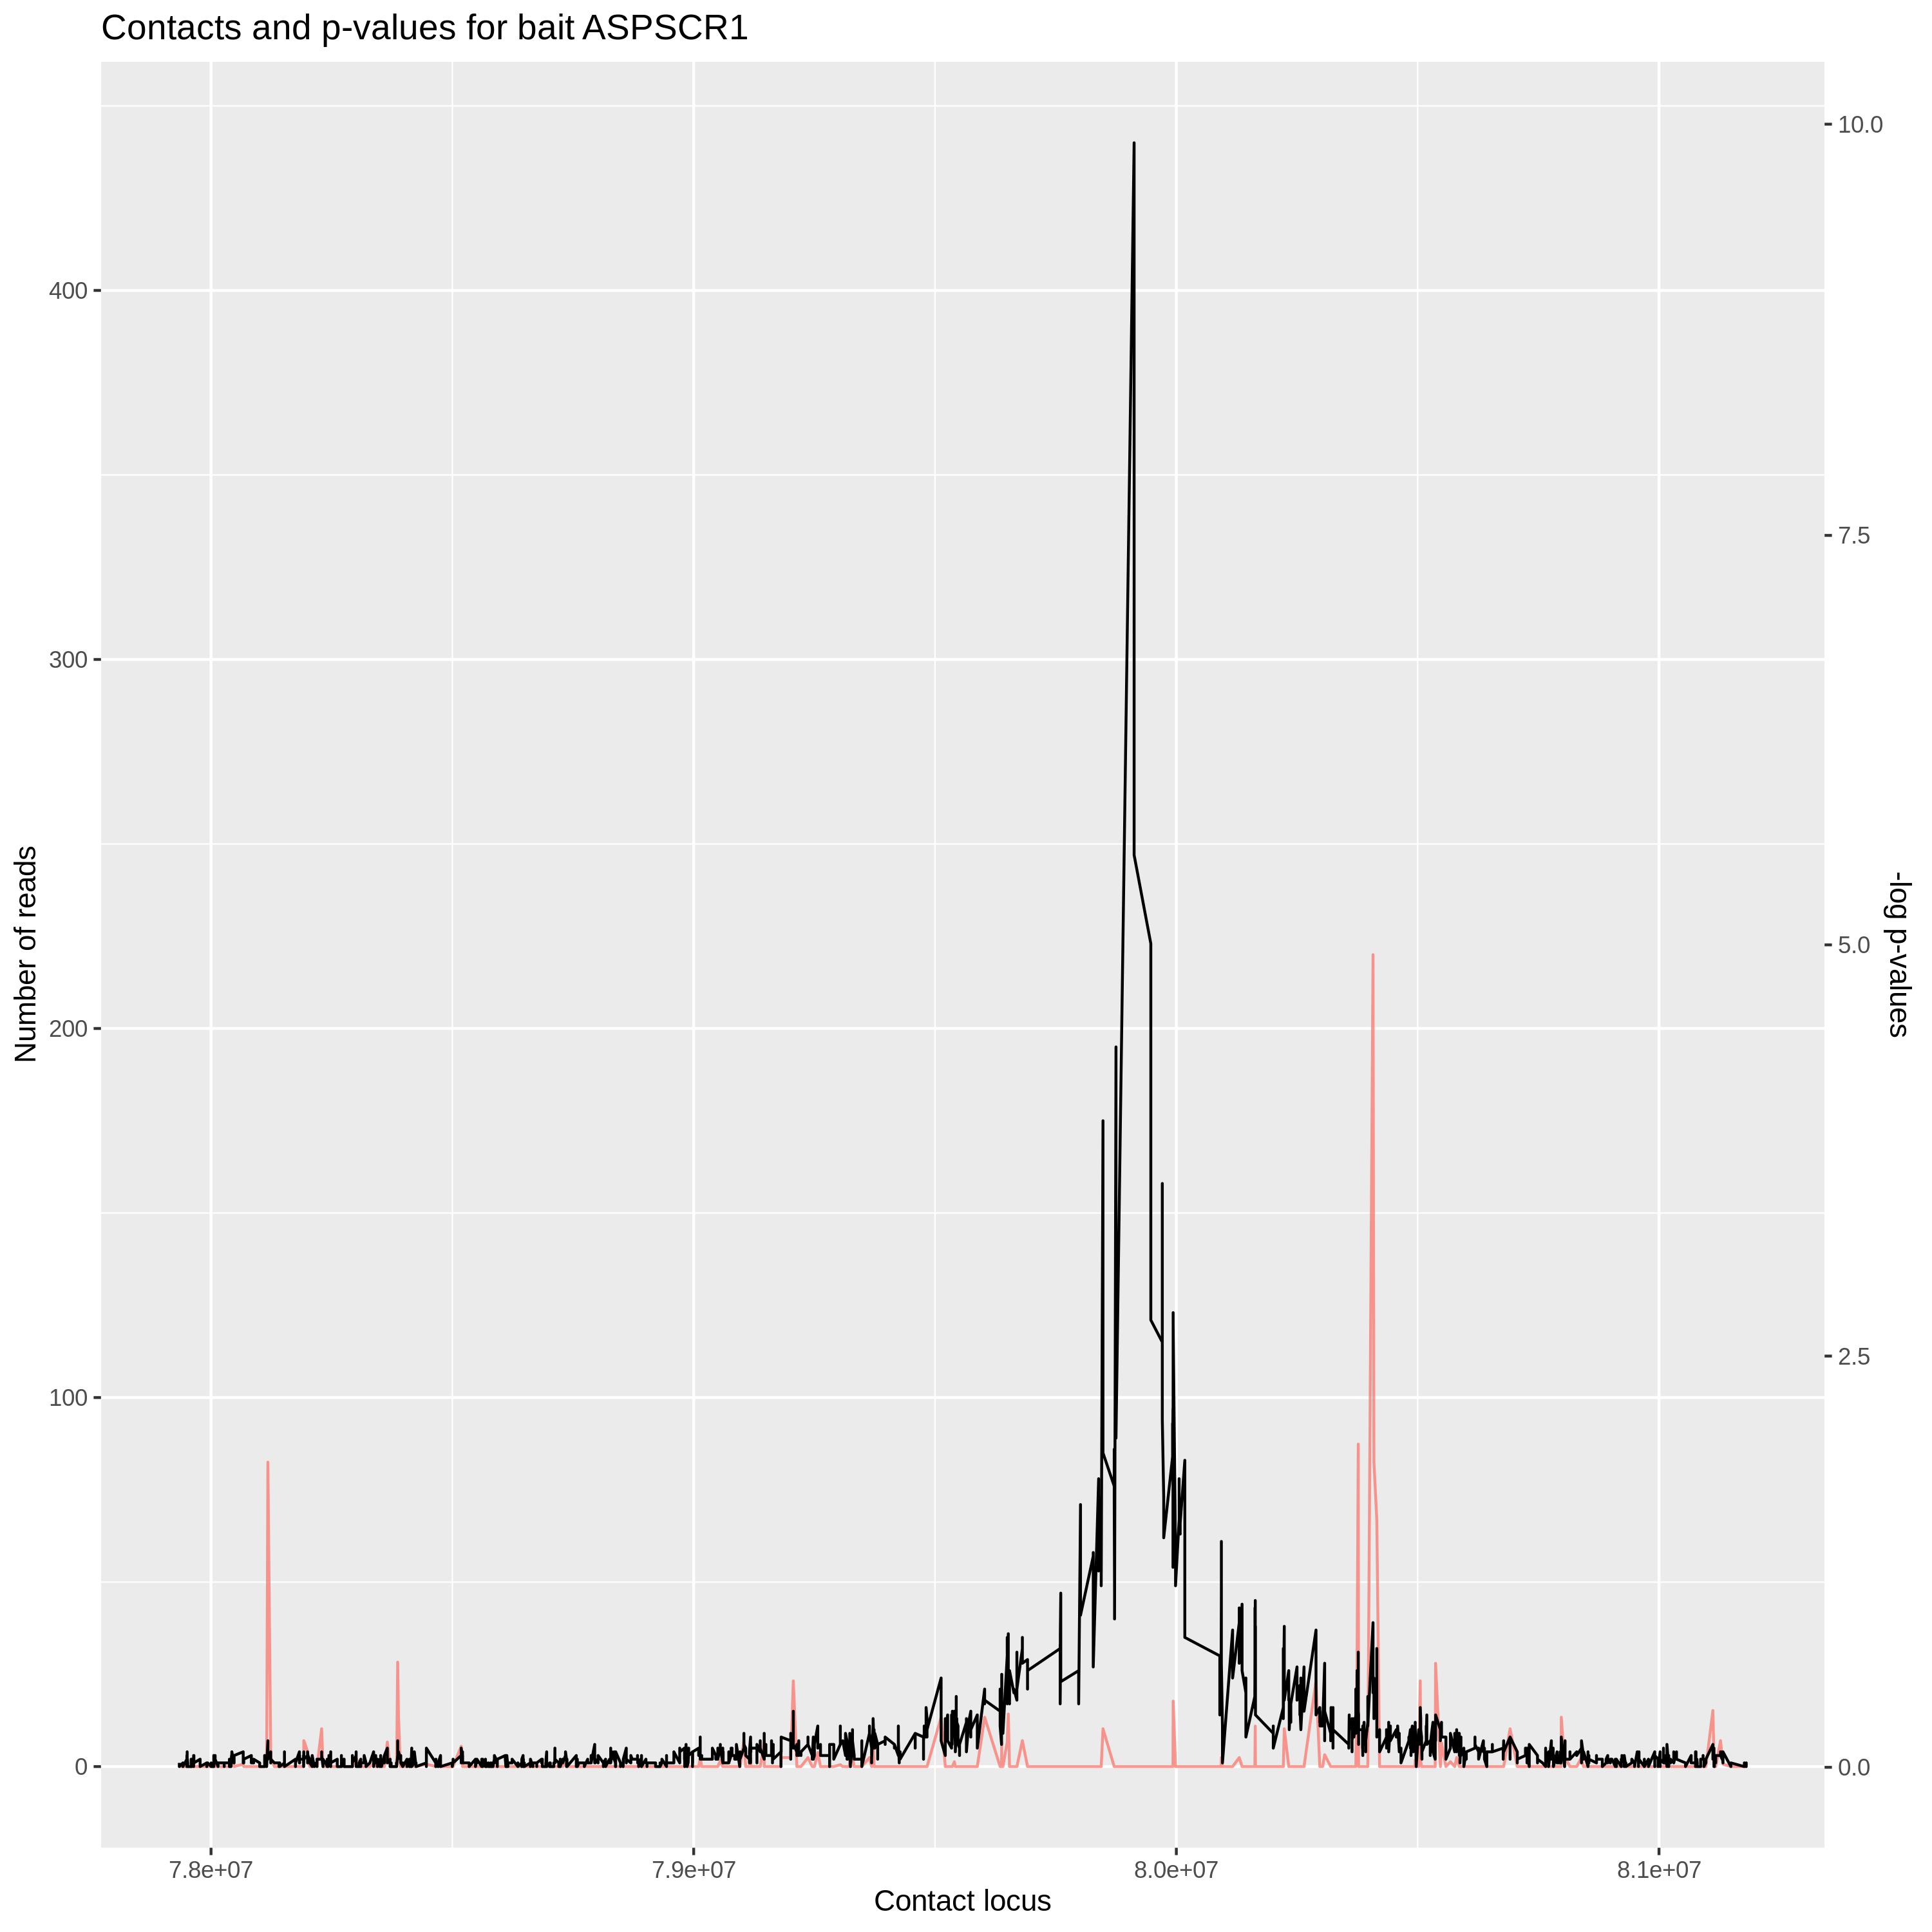 Contacts and p-values for bait ASPSCR1
Number of reads
400
300
200
100
0
10.0
7.5
5.0
2.5
0.0
-log p-values
7.8e+07
7.9e+07
8.0e+07
8.1e+07
Contact locus